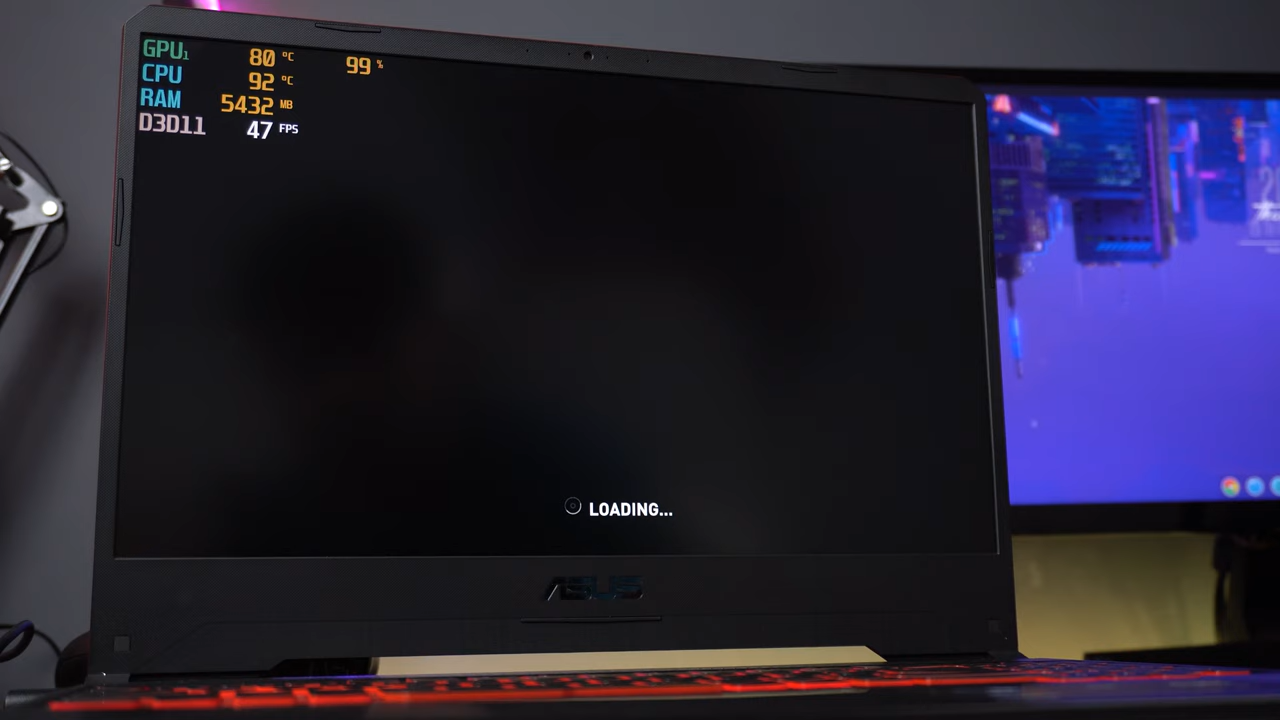 GPU1 80 °C 99 %
CPU 92 °C
RAM 5432 MB
D3D11 47 FPS
LOADING...
ASUS